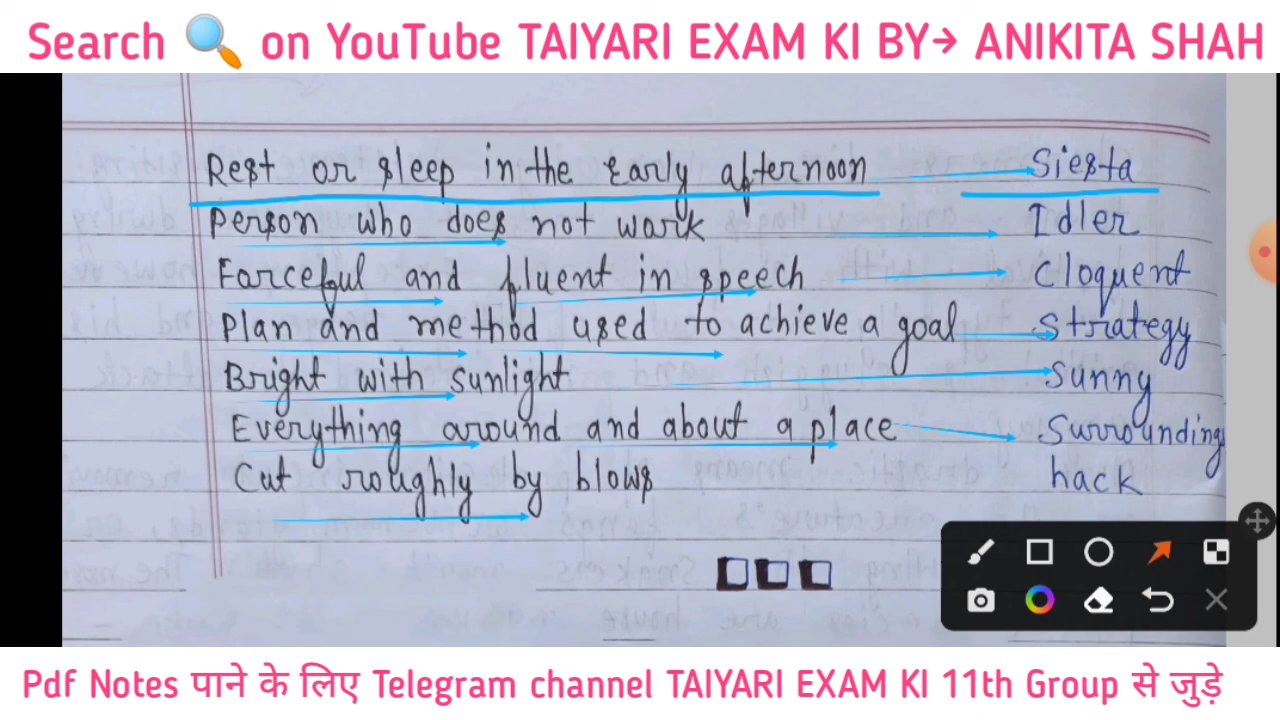 Search 🔍 on YouTube TAIYARI EXAM KI BY→ ANIKITA SHAH
Rest or sleep in the Early afternoon → Siesta
Person who does not work → Idler
Forceful and fluent in speech → Eloquent
Plan and method used to achieve a goal → Strategy
Bright with sunlight → Sunny
Everything around and about a place → Surrounding
Cut roughly by blows hack
Pdf Notes पाने के लिए Telegram channel TAIYARI EXAM KI 11th Group से जुड़े